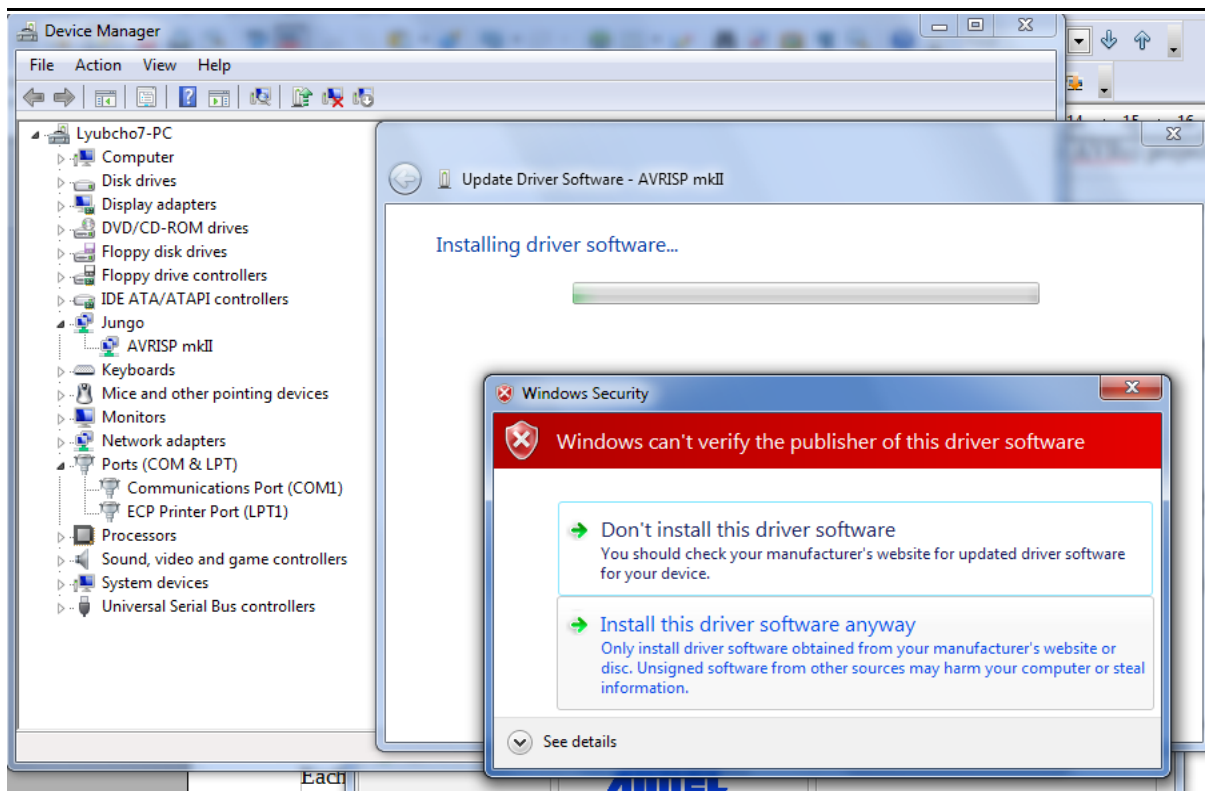 Device Manager
File Action View Help
Lyubcho7-PC
Computer
Disk drives
Display adapters
DVD/CD-ROM drives
Floppy disk drives
Floppy drive controllers
IDE ATA/ATAPI controllers
Jungo
AVRISP mkII
Keyboards
Mice and other pointing devices
Monitors
Network adapters
Ports (COM & LPT)
Communications Port (COM1)
ECP Printer Port (LPT1)
Processors
Sound, video and game controllers
System devices
Universal Serial Bus controllers
14 15 16
Update Driver Software - AVRISP mkII
Installing driver software...
Windows Security
Windows can't verify the publisher of this driver software
Don't install this driver software
You should check your manufacturer's website for updated driver software
for your device.
Install this driver software anyway
Only install driver software obtained from your manufacturer's website or
disc. Unsigned software from other sources may harm your computer or steal
information.
See details
Each